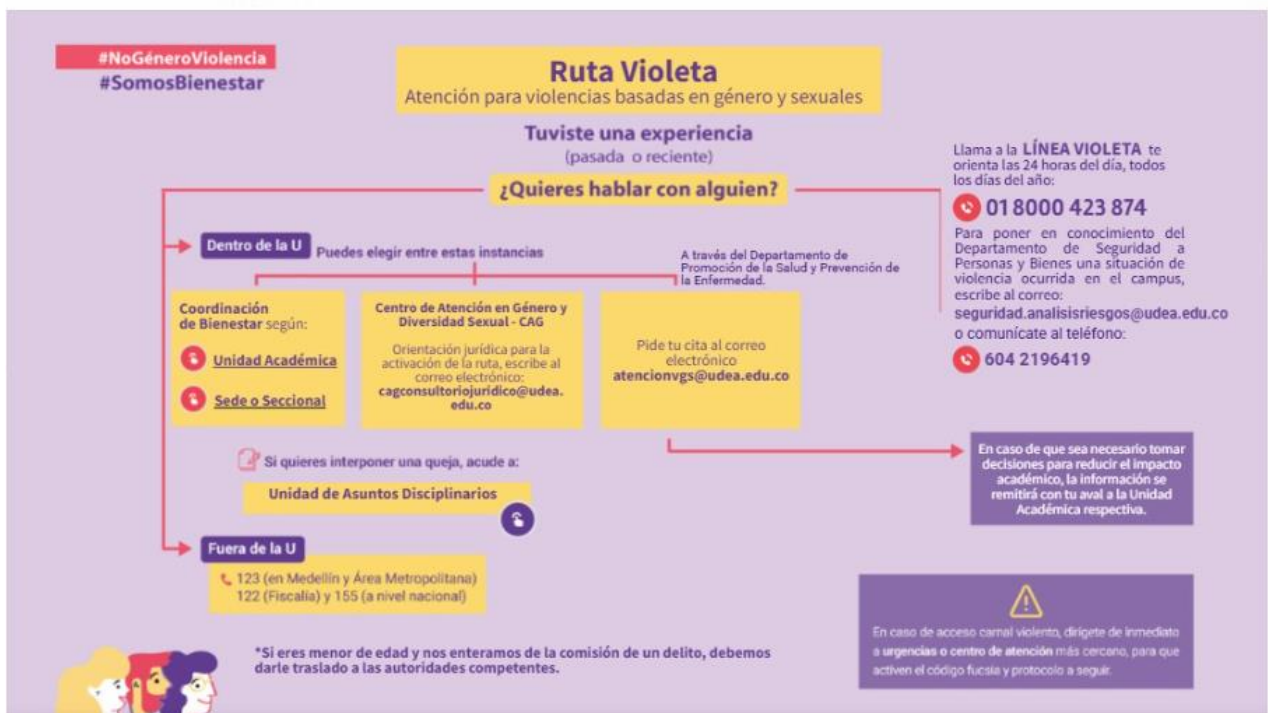 #NoGéneroViolencia
#SomosBienestar
Ruta Violeta
Atención para violencias basadas en género y sexuales
Tuviste una experiencia
(pasada o reciente)
¿Quieres hablar con alguien?
Llama a la LÍNEA VIOLETA te
orienta las 24 horas del día, todos
los días del año:
01 8000 423 874
Para poner en conocimiento del
Departamento de Seguridad a
Personas y Bienes una situación de
violencia ocurrida en el campus,
escribe al correo:
seguridad.analisisriesgos@udea.edu.co
o comunícate al teléfono:
604 2196419
Dentro de la U
Puedes elegir entre estas instancias
A través del Departamento de
Promoción de la Salud y Prevención de
la Enfermedad.
Coordinación
de Bienestar según:
Unidad Académica
Sede o Seccional
Centro de Atención en Género y
Diversidad Sexual - CAG
Orientación jurídica para la
activación de la ruta, escribe al
correo electrónico:
cagconsultoriojuridico@udea.
edu.co
Pide tu cita al correo
electrónico
atencionvgs@udea.edu.co
En caso de que sea necesario tomar
decisiones para reducir el impacto
académico, la información se
remitirá con tu aval a la Unidad
Académica respectiva.
Si quieres interponer una queja, acude a:
Unidad de Asuntos Disciplinarios
Fuera de la U
123 (en Medellín y Área Metropolitana)
122 (Fiscalía) y 155 (a nivel nacional)
En caso de acceso carnal violento, dirígete de inmediato
a urgencias o centro de atención más cercano, para que
activen el código fucsia y protocolo a seguir.
*Si eres menor de edad y nos enteramos de la comisión de un delito, debemos
darle traslado a las autoridades competentes.